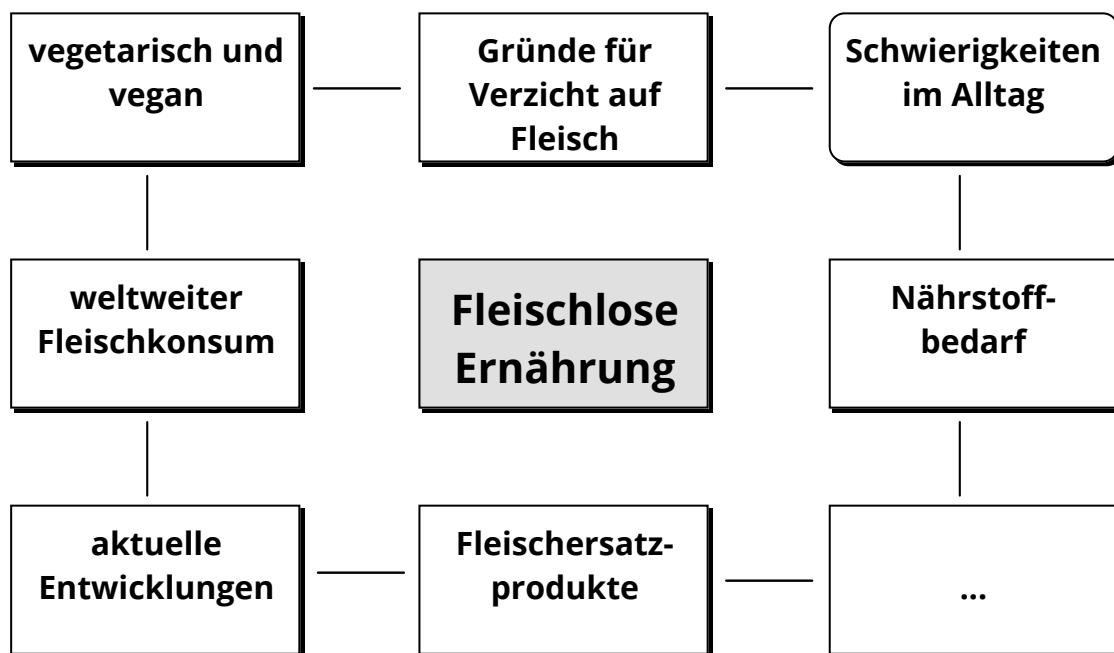 vegetarisch und
vegan
Gründe für
Verzicht auf
Fleisch
Schwierigkeiten
im Alltag
weltweiter
Fleischkonsum
Fleischlose
Ernährung
Nährstoff-
bedarf
aktuelle
Entwicklungen
Fleischersatz-
produkte
...